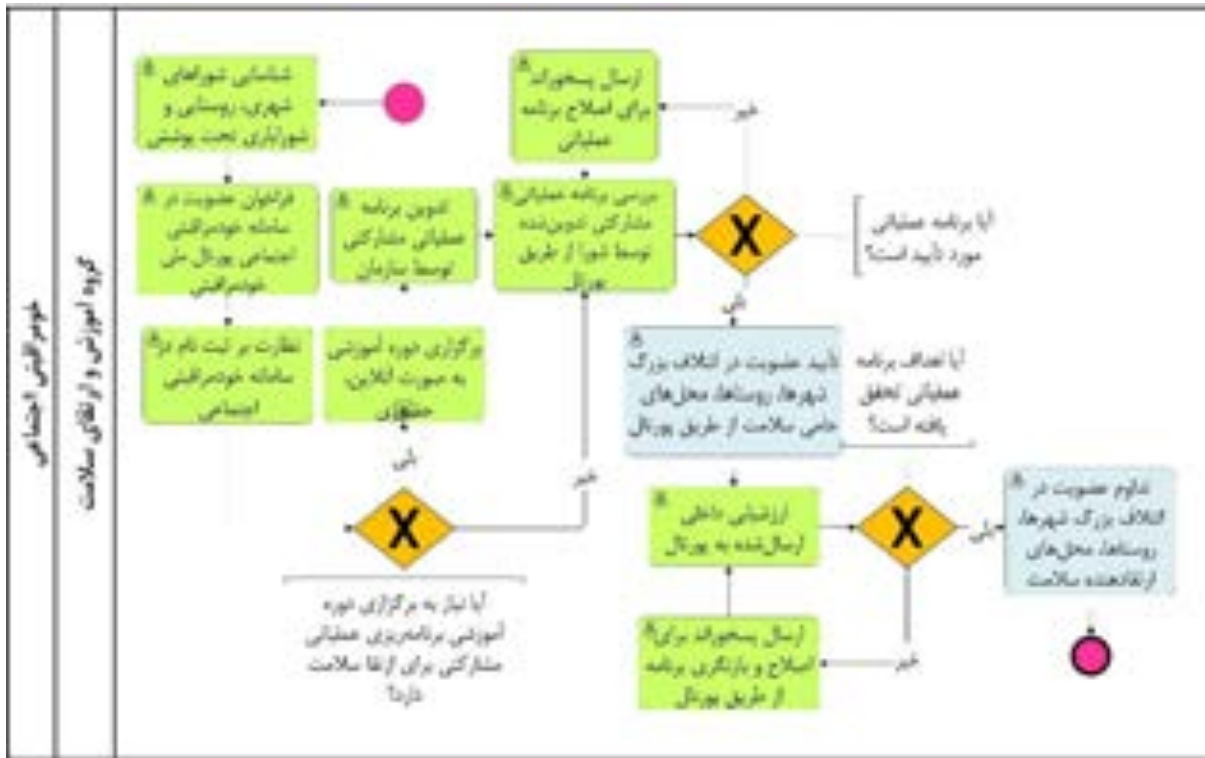 خودمراقبتی اجتماعی
گروه آموزش و ارتقای سلامت
شناسایی شوراهای
شهری، روستایی و
شورایاری تحت پوشش
فراخوان عضویت در
سامانه خودمراقبتی
اجتماعی پورتال ملی
خودمراقبتی
نظارت بر ثبت نام در
سامانه خودمراقبتی
اجتماعی
آیا نیاز به برگزاری دوره
آموزشی برنامه‌ریزی عملیاتی
مشارکتی برای ارتقا سلامت
دارد؟
بلی
خیر
برگزاری دوره آموزشی
به صورت آنلاین،
حضوری
تدوین برنامه
عملیاتی مشارکتی
توسط سازمان
بررسی برنامه عملیاتی
مشارکتی تدوین‌شده
توسط شورا از طریق
پورتال
ارسال پسخوراند
برای اصلاح برنامه
عملیاتی
خیر
آیا برنامه عملیاتی
مورد تأیید است؟
بلی
تأیید عضویت در ائتلاف بزرگ
شهرها، روستاها، محل‌های
حامی سلامت از طریق پورتال
آیا اهداف برنامه
عملیاتی تحقق
یافته است؟
ارزشیابی داخلی
ارسال‌شده به پورتال
بلی
خیر
ارسال پسخوراند برای
اصلاح و بازنگری برنامه
از طریق پورتال
تداوم عضویت در
ائتلاف بزرگ شهرها،
روستاها، محل‌های
ارتقادهنده سلامت